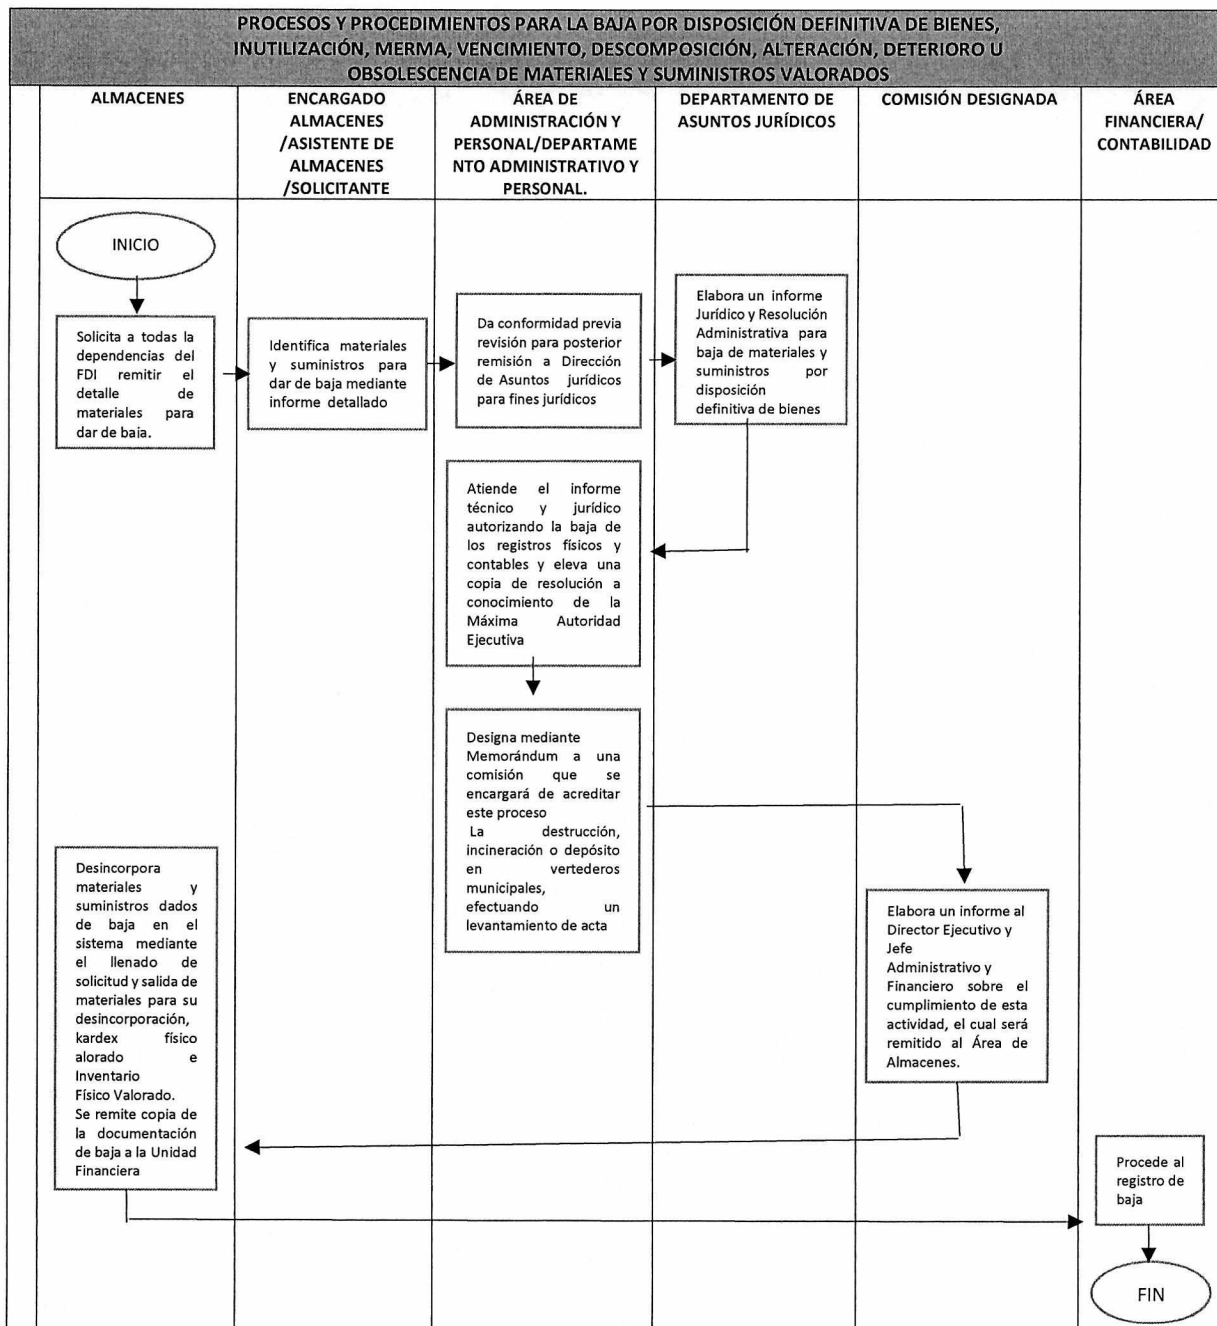 PROCESOS Y PROCEDIMIENTOS PARA LA BAJA POR DISPOSICIÓN DEFINITIVA DE BIENES,
INUTILIZACIÓN, MERMA, VENCIMIENTO, DESCOMPOSICIÓN, ALTERACIÓN, DETERIORO U
OBSOLESCENCIA DE MATERIALES Y SUMINISTROS VALORADOS
ALMACENES
ENCARGADO
ALMACENES
/ASISTENTE DE
ALMACENES
/SOLICITANTE
ÁREA DE
ADMINISTRACIÓN Y
PERSONAL/DEPARTAME
NTO ADMINISTRATIVO Y
PERSONAL.
DEPARTAMENTO DE
ASUNTOS JURÍDICOS
COMISIÓN DESIGNADA
ÁREA
FINANCIERA/
CONTABILIDAD
INICIO
Solicita a todas la
dependencias del
FDI remitir el
detalle de
materiales para
dar de baia.
Identifica materiales
y suministros para
dar de baja mediante
informe detallado
Da conformidad previa
revisión para posterior
remisión a Dirección
de Asuntos jurídicos
para fines jurídicos
Elabora un informe
Jurídico y Resolución
Administrativa para
baja de materiales y
suministros por
disposición
definitiva de bienes
Atiende el informe
técnico y jurídico
autorizando la baja de
los registros físicos y
contables y eleva una
copia de resolución a
conocimiento de la
Máxima Autoridad
Ejecutiva
Designa mediante
Memorándum a una
comisión que se
encargará de acreditar
este proceso
La destrucción,
incineración o depósito
en vertederos
municipales,
efectuando un
levantamiento de acta
Elabora un informe al
Director Ejecutivo y
Jefe
Administrativo y
Financiero sobre el
cumplimiento de esta
actividad, el cual será
remitido al Área de
Almacenes.
Desincorpora
materiales y
suministros dados
de baja en el
sistema mediante
el llenado de
solicitud y salida de
materiales para su
desincorporación,
kardex físico
alorado e
Inventario
Físico Valorado.
Se remite copia de
la documentación
de baja a la Unidad
Financiera
Procede al
registro de
baja
FIN